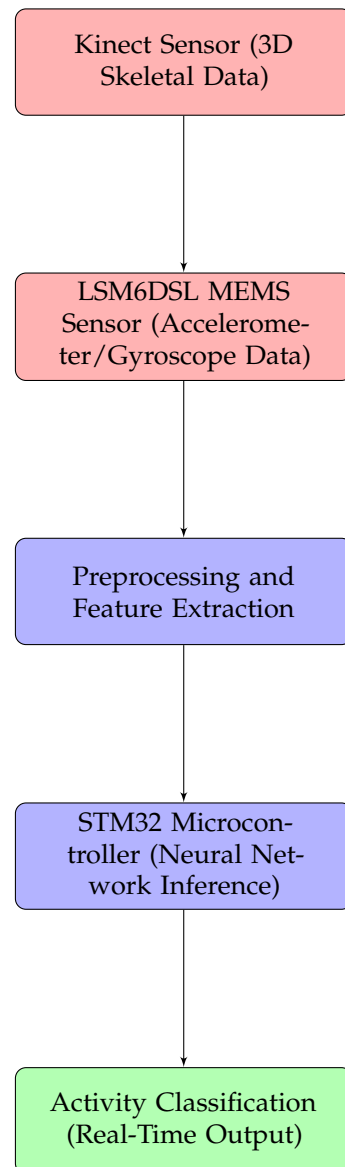 Kinect Sensor (3D
Skeletal Data)
LSM6DSL MEMS
Sensor (Accelerome-
ter/Gyroscope Data)
Preprocessing and
Feature Extraction
STM32 Microcon-
troller (Neural Net-
work Inference)
Activity Classification
(Real-Time Output)